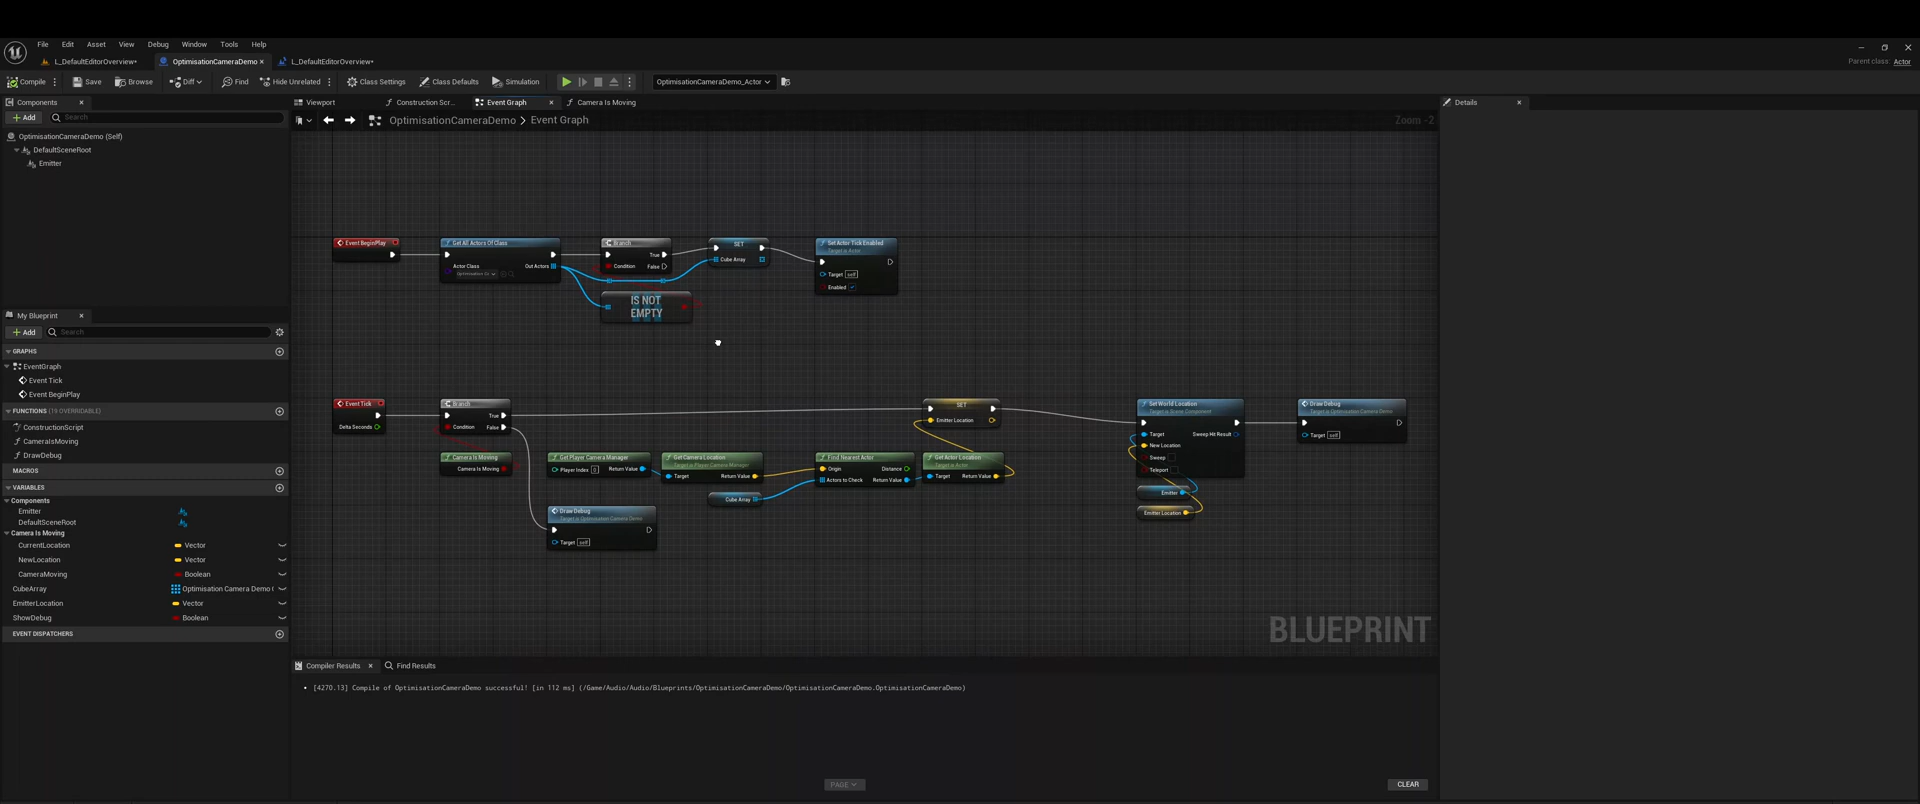 File Edit Asset View Debug Window Tools Help
L_DefaultEditorOverview* OptimisationCameraDemo L_DefaultEditorOverview*
Parent class: Actor
Compile Save Browse Diff Find Hide Unrelated Class Settings Class Defaults Simulation OptimisationCameraDemo_Actor
Components
Add Search
OptimisationCameraDemo (Self)
DefaultSceneRoot
Emitter
My Blueprint
Add Search
GRAPHS
EventGraph
Event Tick
Event BeginPlay
FUNCTIONS (18 OVERRIDABLE)
ConstructionScript
CameraIsMoving
DrawDebug
MACROS
VARIABLES
Components
Emitter
DefaultSceneRoot
Camera Is Moving
CurrentLocation Vector
NewLocation Vector
CameraMoving Boolean
CubeArray Optimisation Camera Demo
EmitterLocation Vector
ShowDebug Boolean
EVENT DISPATCHERS
Viewport Construction Scr... Event Graph Camera Is Moving
OptimisationCameraDemo > Event Graph
Zoom -2
Event BeginPlay
Get All Actors Of Class
Actor Class Out Actors
Branch
True
Condition False
IS NOT
EMPTY
SET
Cube Array
Set Actor Tick Enabled
Target is Actor
Target self
Enabled
Event Tick
Delta Seconds
Branch
True
Condition False
Camera Is Moving
Camera Is Moving
Get Player Camera Manager
Player Index 0 Return Value
Get Camera Location
Target is Player Camera Manager
Target Return Value
Cube Array
Find Nearest Actor
Origin Distance
Actors to Check Return Value
Get Actor Location
Target is Actor
Target Return Value
SET
Emitter Location
Draw Debug
Target is Optimisation Camera Demo
Target self
Set World Location
Target is Scene Component
Target Sweep Hit Result
New Location
Sweep
Teleport
Emitter
Emitter Location
Draw Debug
Target is Optimisation Camera Demo
Target self
BLUEPRINT
Compiler Results Find Results
[4270.13] Compile of OptimisationCameraDemo successful! [in 112 ms] (/Game/Audio/Audio/Blueprints/OptimisationCameraDemo/OptimisationCameraDemo.OptimisationCameraDemo)
PAGE
CLEAR
Details